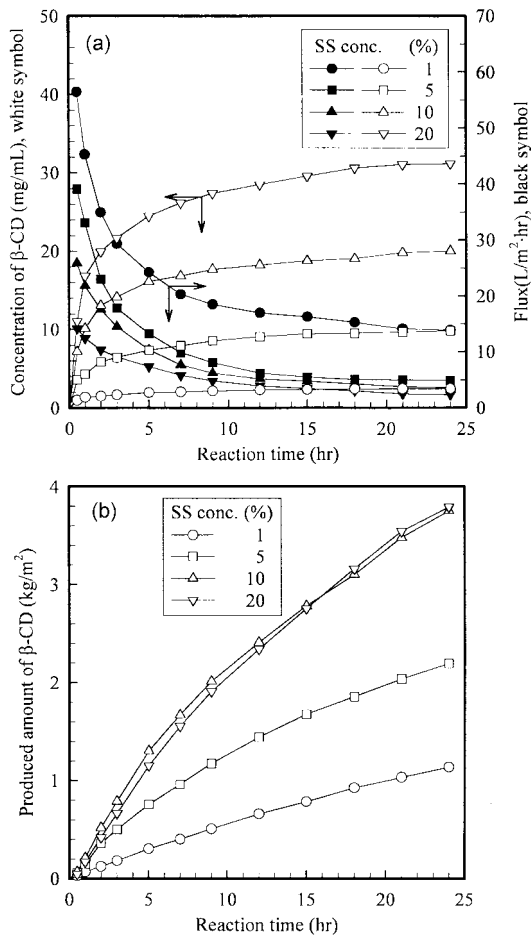 (a)
SS conc. (%)
1
5
10
20
Concentration of β-CD (mg/mL), white symbol
50
40
30
20
10
0
Flux(L/m²·hr), black symbol
70
60
50
40
30
20
10
0
0 5 10 15 20 25
Reaction time (hr)
(b)
SS conc. (%)
1
5
10
20
Produced amount of β-CD (kg/m²)
4
3
2
1
0
0 5 10 15 20 25
Reaction time (hr)